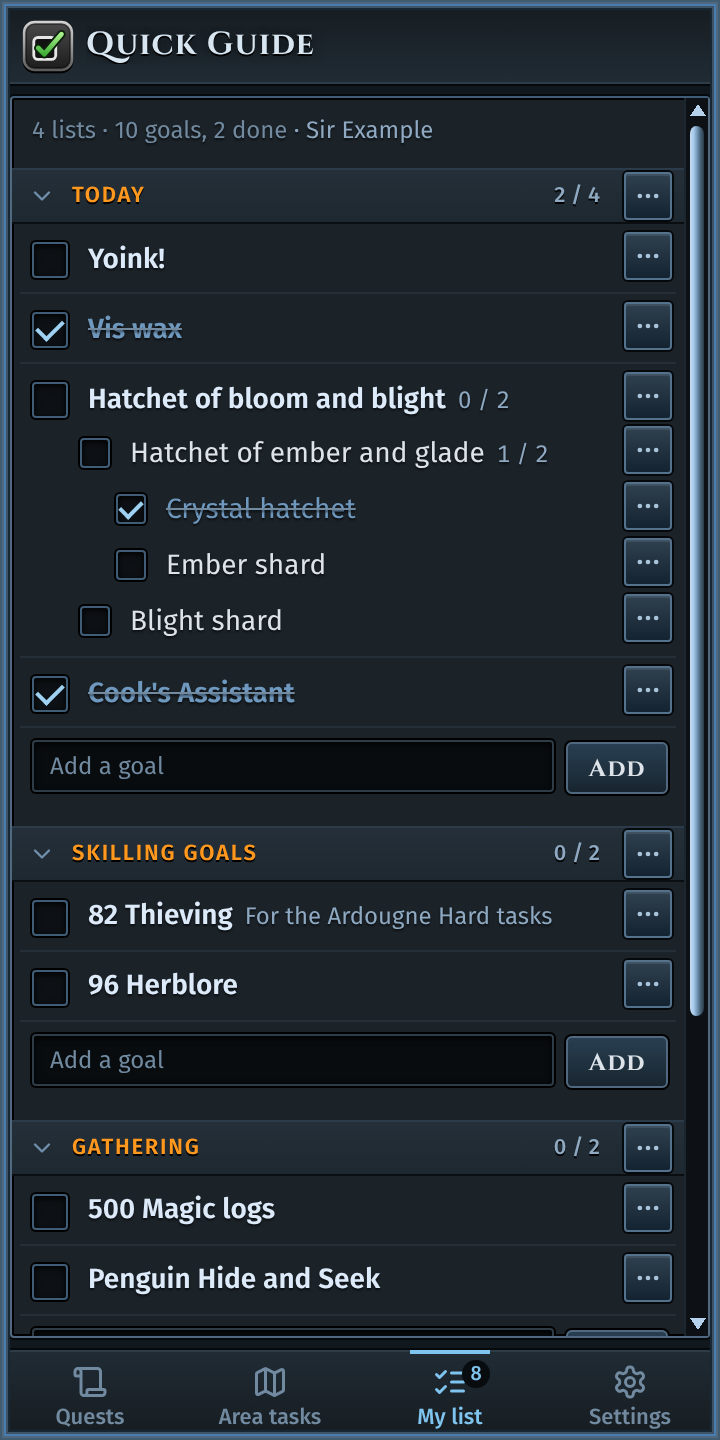 Quick Guide
4 lists · 10 goals, 2 done · Sir Example
TODAY 2 / 4
Yoink!
Vis wax
Hatchet of bloom and blight 0 / 2
Hatchet of ember and glade 1 / 2
Crystal hatchet
Ember shard
Blight shard
Cook's Assistant
Add a goal Add
SKILLING GOALS 0 / 2
82 Thieving For the Ardougne Hard tasks
96 Herblore
Add a goal Add
GATHERING 0 / 2
500 Magic logs
Penguin Hide and Seek
8
Quests Area tasks My list Settings